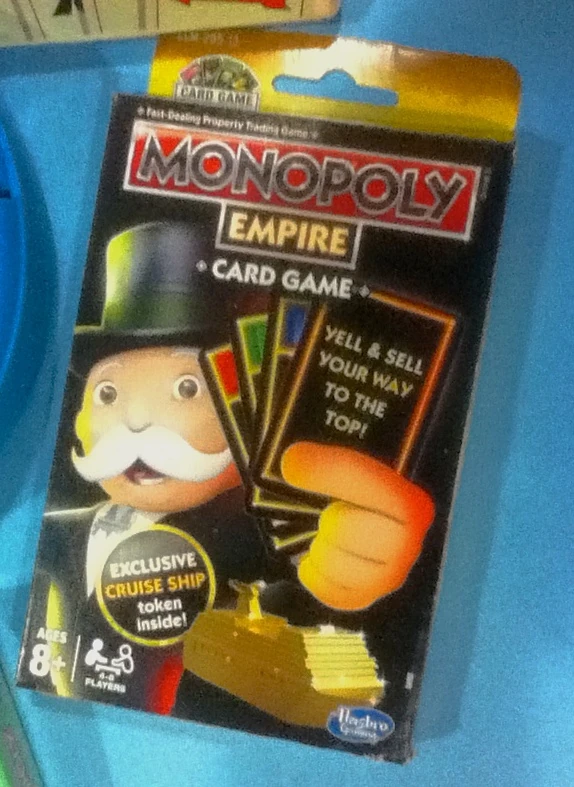 CARD GAME
Fast-Dealing Property Trading Game
MONOPOLY
EMPIRE
CARD GAME
YELL & SELL
YOUR WAY
TO THE
TOP!
EXCLUSIVE
CRUISE SHIP
token
inside!
AGES
8+
PLAYERS
Hasbro
Gaming